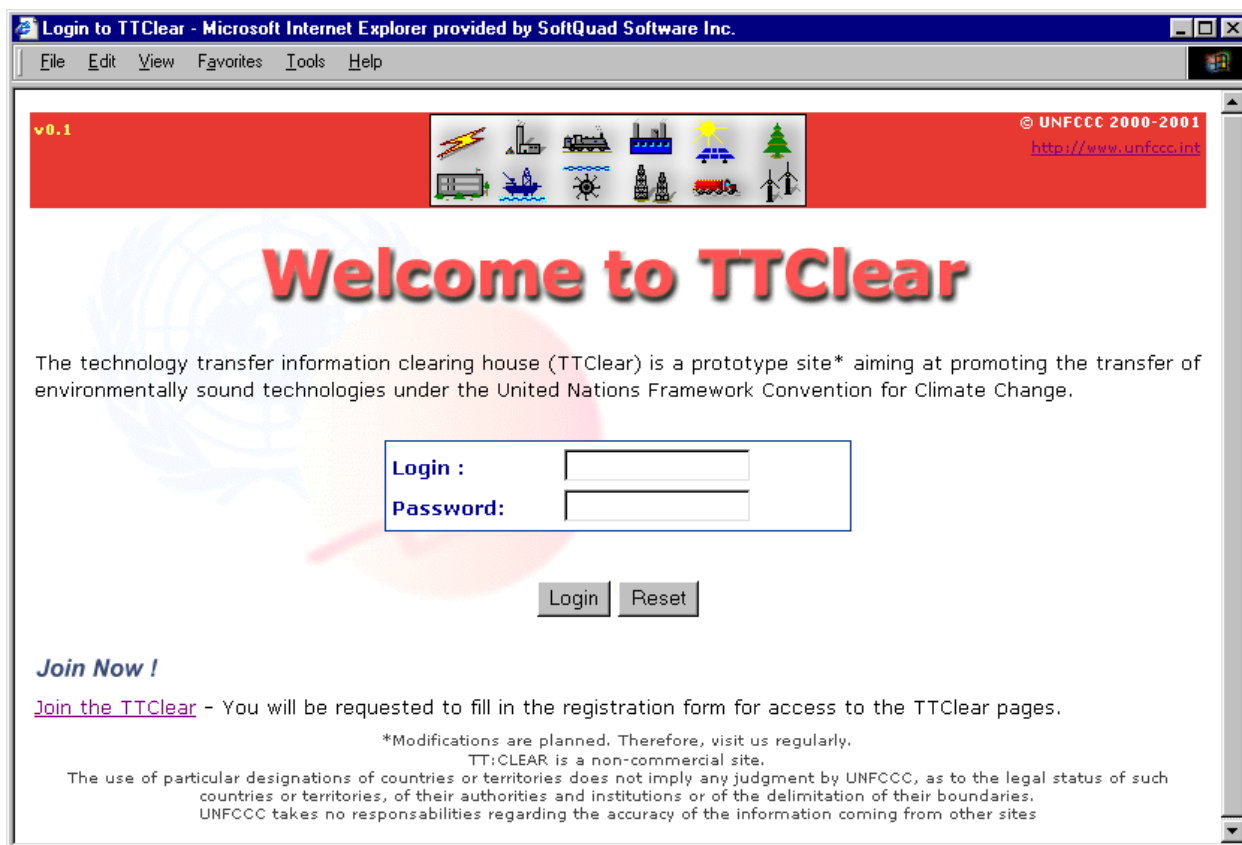 Login to TTClear - Microsoft Internet Explorer provided by SoftQuad Software Inc.
File Edit View Favorites Tools Help
v0.1
© UNFCCC 2000-2001
http://www.unfccc.int
Welcome to TTClear
The technology transfer information clearing house (TTClear) is a prototype site* aiming at promoting the transfer of
environmentally sound technologies under the United Nations Framework Convention for Climate Change.
Login :
Password:
Login Reset
Join Now !
Join the TTClear - You will be requested to fill in the registration form for access to the TTClear pages.
*Modifications are planned. Therefore, visit us regularly.
TT:CLEAR is a non-commercial site.
The use of particular designations of countries or territories does not imply any judgment by UNFCCC, as to the legal status of such
countries or territories, of their authorities and institutions or of the delimitation of their boundaries.
UNFCCC takes no responsabilities regarding the accuracy of the information coming from other sites